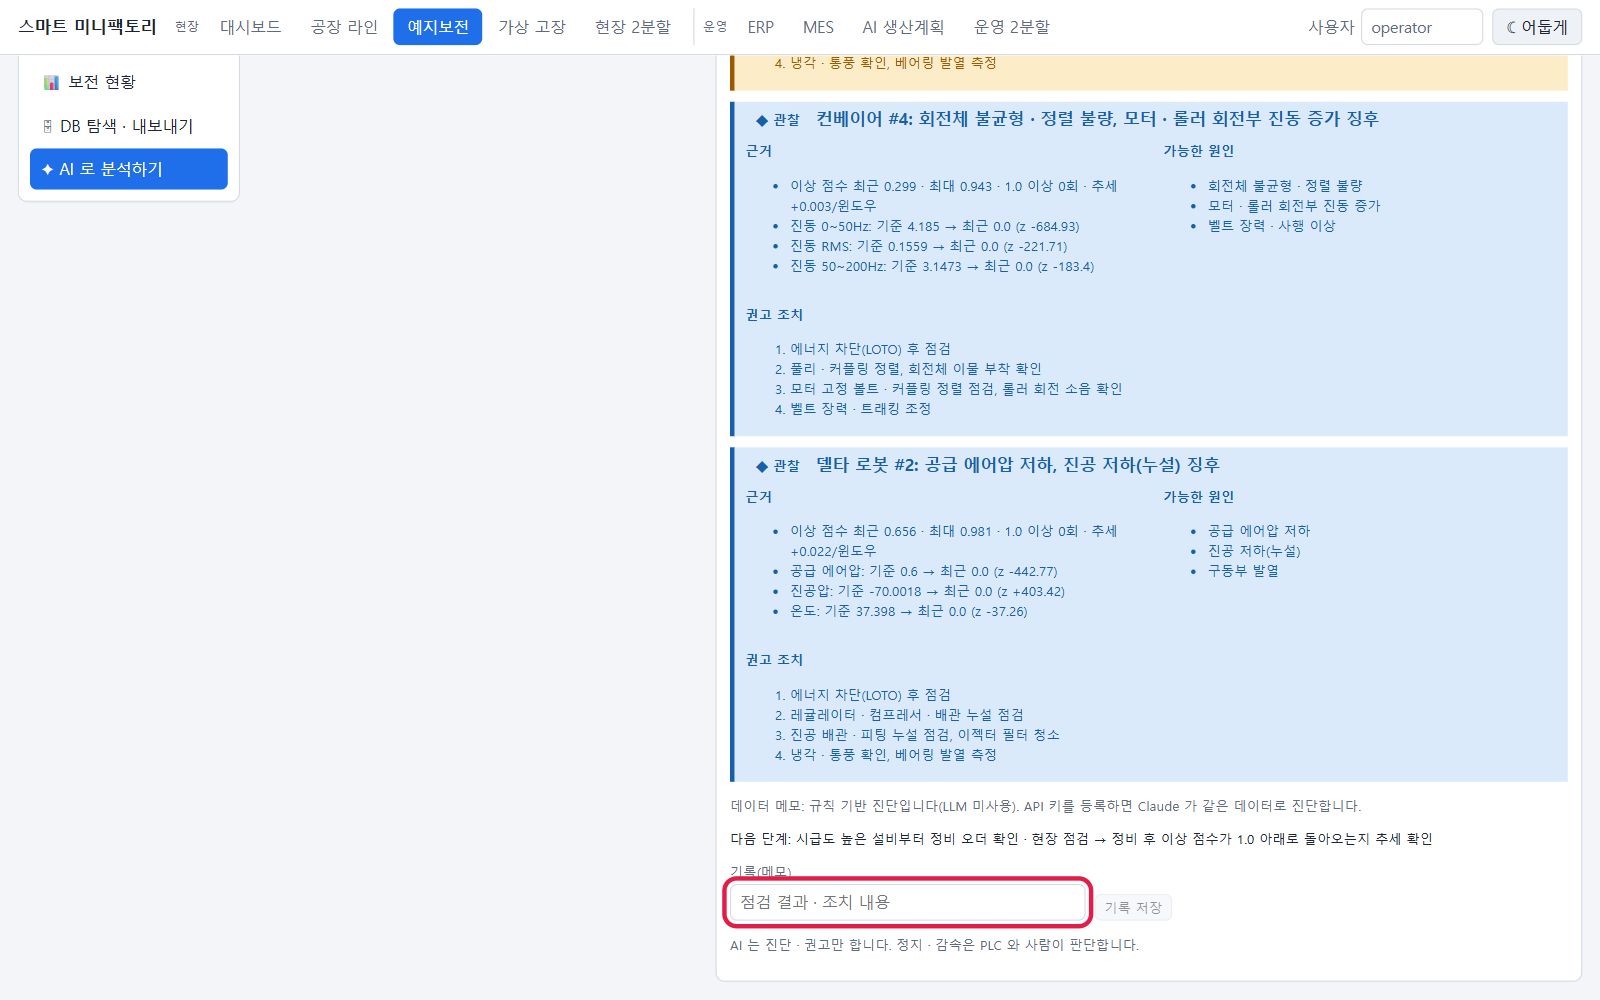 스마트 미니팩토리 현장 대시보드 공장 라인 예지보전 가상 고장 현장 2분할 운영 ERP MES AI 생산계획 운영 2분할 사용자 operator ☾ 어둡게
📊 보전 현황
🗄 DB 탐색 · 내보내기
✦ AI 로 분석하기
4. 냉각 · 통풍 확인, 베어링 발열 측정
◆ 관찰 컨베이어 #4: 회전체 불균형 · 정렬 불량, 모터 · 롤러 회전부 진동 증가 징후
근거
• 이상 점수 최근 0.299 · 최대 0.943 · 1.0 이상 0회 · 추세
+0.003/윈도우
• 진동 0~50Hz: 기준 4.185 → 최근 0.0 (z -684.93)
• 진동 RMS: 기준 0.1559 → 최근 0.0 (z -221.71)
• 진동 50~200Hz: 기준 3.1473 → 최근 0.0 (z -183.4)
가능한 원인
• 회전체 불균형 · 정렬 불량
• 모터 · 롤러 회전부 진동 증가
• 벨트 장력 · 사행 이상
권고 조치
1. 에너지 차단(LOTO) 후 점검
2. 풀리 · 커플링 정렬, 회전체 이물 부착 확인
3. 모터 고정 볼트 · 커플링 정렬 점검, 롤러 회전 소음 확인
4. 벨트 장력 · 트래킹 조정
◆ 관찰 델타 로봇 #2: 공급 에어압 저하, 진공 저하(누설) 징후
근거
• 이상 점수 최근 0.656 · 최대 0.981 · 1.0 이상 0회 · 추세
+0.022/윈도우
• 공급 에어압: 기준 0.6 → 최근 0.0 (z -442.77)
• 진공압: 기준 -70.0018 → 최근 0.0 (z +403.42)
• 온도: 기준 37.398 → 최근 0.0 (z -37.26)
가능한 원인
• 공급 에어압 저하
• 진공 저하(누설)
• 구동부 발열
권고 조치
1. 에너지 차단(LOTO) 후 점검
2. 레귤레이터 · 컴프레서 · 배관 누설 점검
3. 진공 배관 · 피팅 누설 점검, 이젝터 필터 청소
4. 냉각 · 통풍 확인, 베어링 발열 측정
데이터 메모: 규칙 기반 진단입니다(LLM 미사용). API 키를 등록하면 Claude 가 같은 데이터로 진단합니다.
다음 단계: 시급도 높은 설비부터 정비 오더 확인 · 현장 점검 → 정비 후 이상 점수가 1.0 아래로 돌아오는지 추세 확인
기록(메모)
점검 결과 · 조치 내용 기록 저장
AI 는 진단 · 권고만 합니다. 정지 · 감속은 PLC 와 사람이 판단합니다.